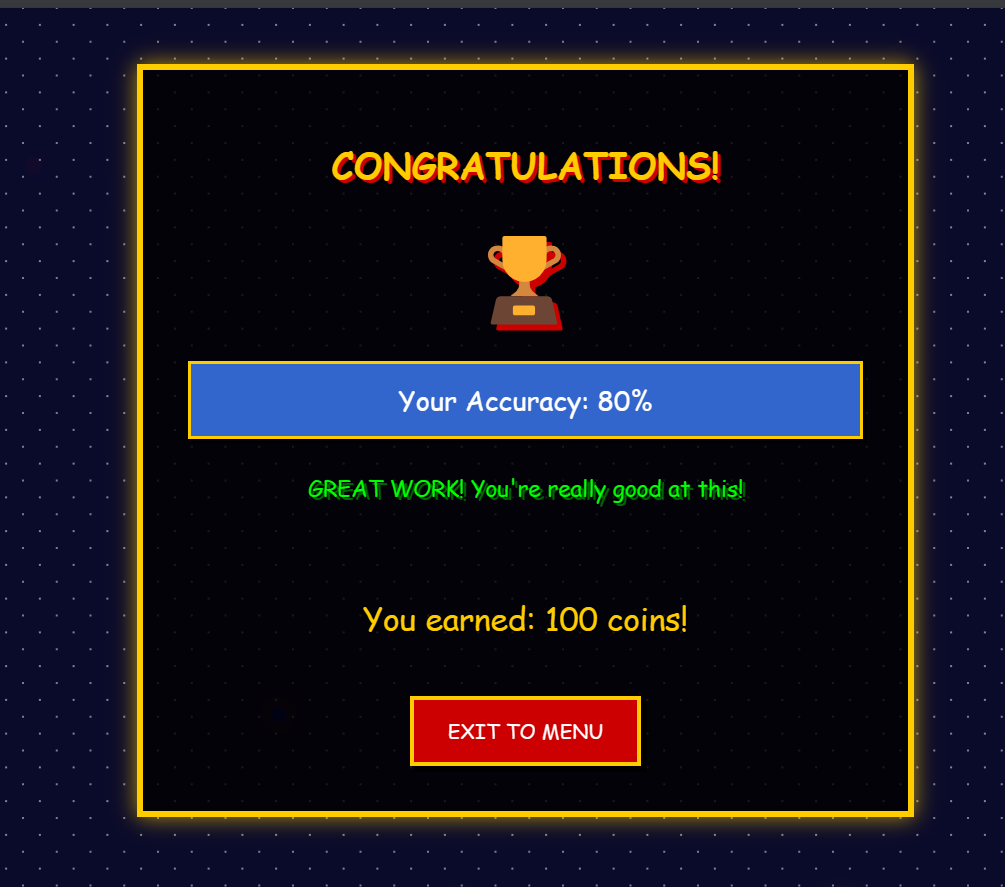 CONGRATULATIONS!
Your Accuracy: 80%
GREAT WORK! You're really good at this!
You earned: 100 coins!
EXIT TO MENU